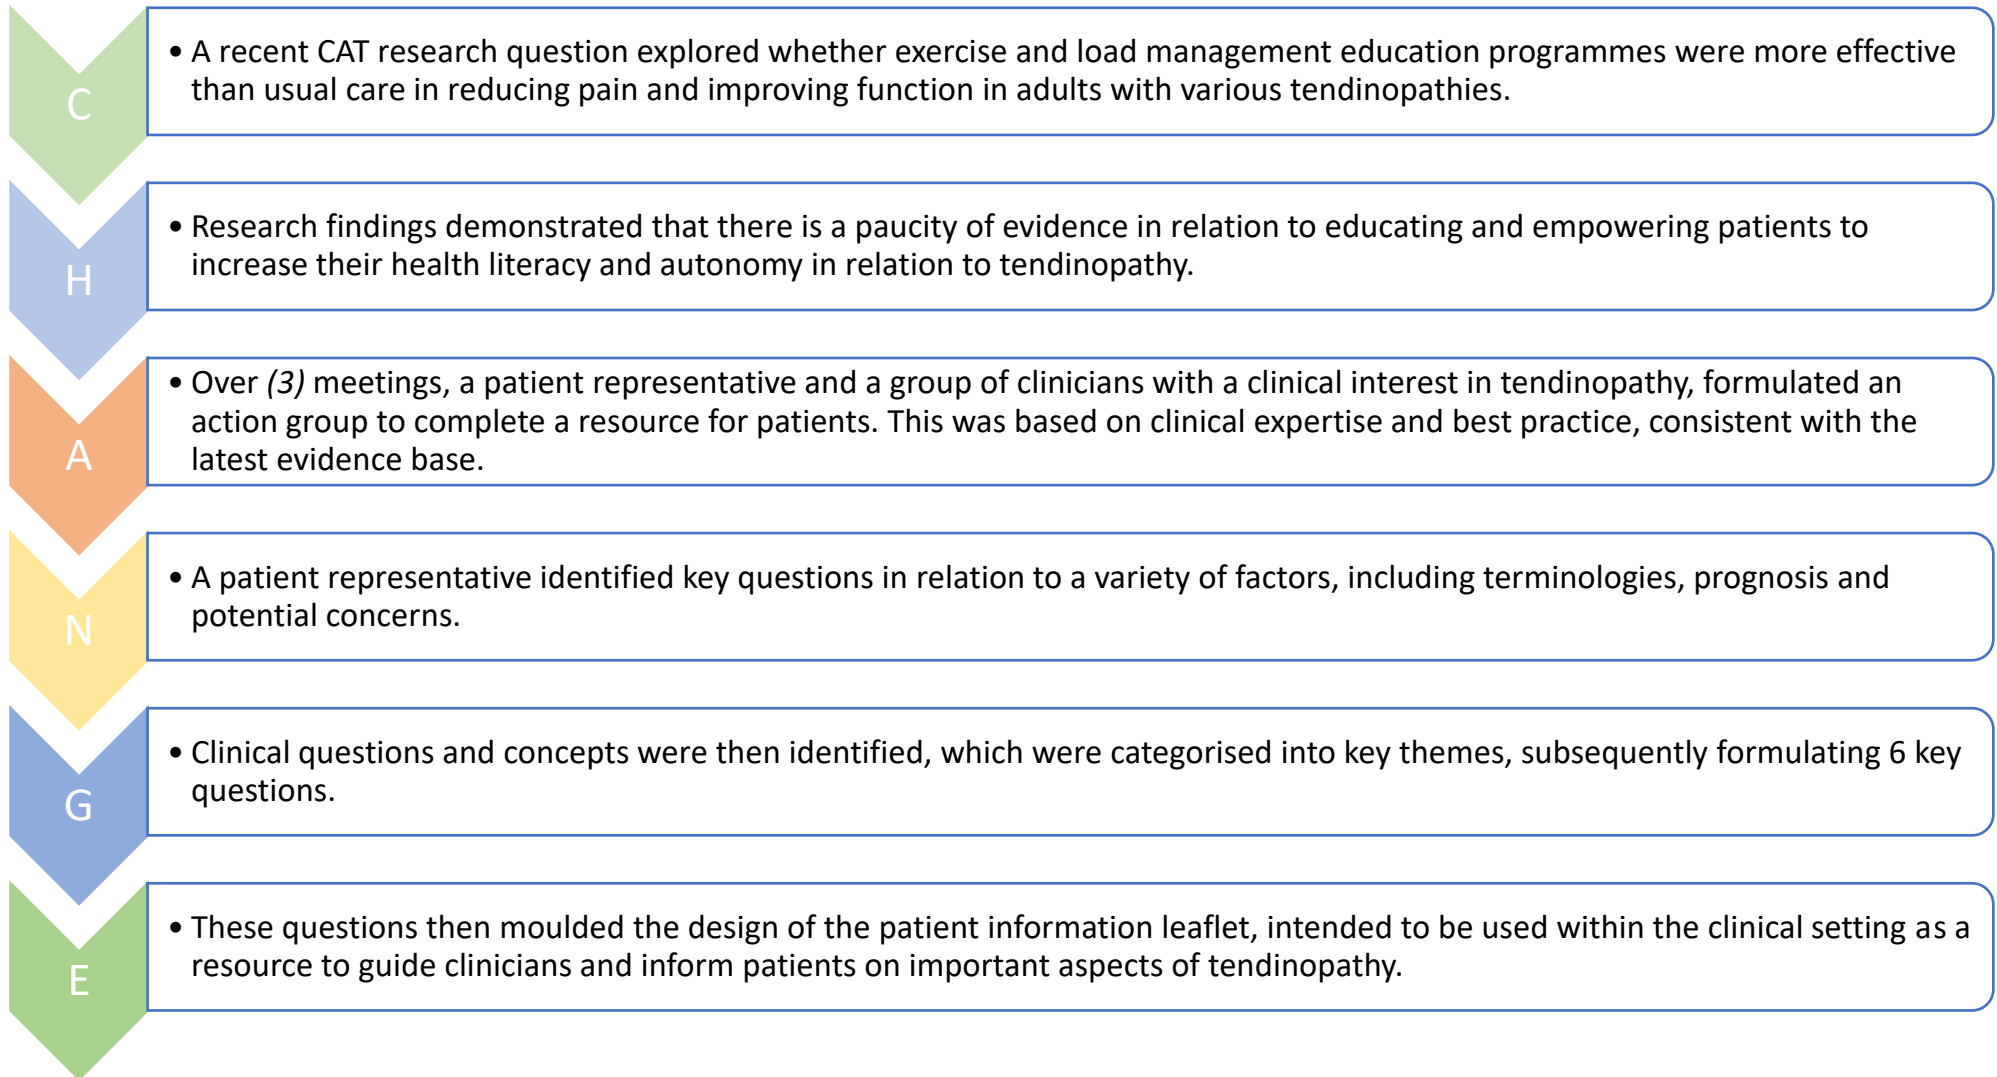 C
• A recent CAT research question explored whether exercise and load management education programmes were more effective
than usual care in reducing pain and improving function in adults with various tendinopathies.
H
• Research findings demonstrated that there is a paucity of evidence in relation to educating and empowering patients to
increase their health literacy and autonomy in relation to tendinopathy.
A
• Over (3) meetings, a patient representative and a group of clinicians with a clinical interest in tendinopathy, formulated an
action group to complete a resource for patients. This was based on clinical expertise and best practice, consistent with the
latest evidence base.
N
• A patient representative identified key questions in relation to a variety of factors, including terminologies, prognosis and
potential concerns.
G
• Clinical questions and concepts were then identified, which were categorised into key themes, subsequently formulating 6 key
questions.
E
• These questions then moulded the design of the patient information leaflet, intended to be used within the clinical setting as a
resource to guide clinicians and inform patients on important aspects of tendinopathy.